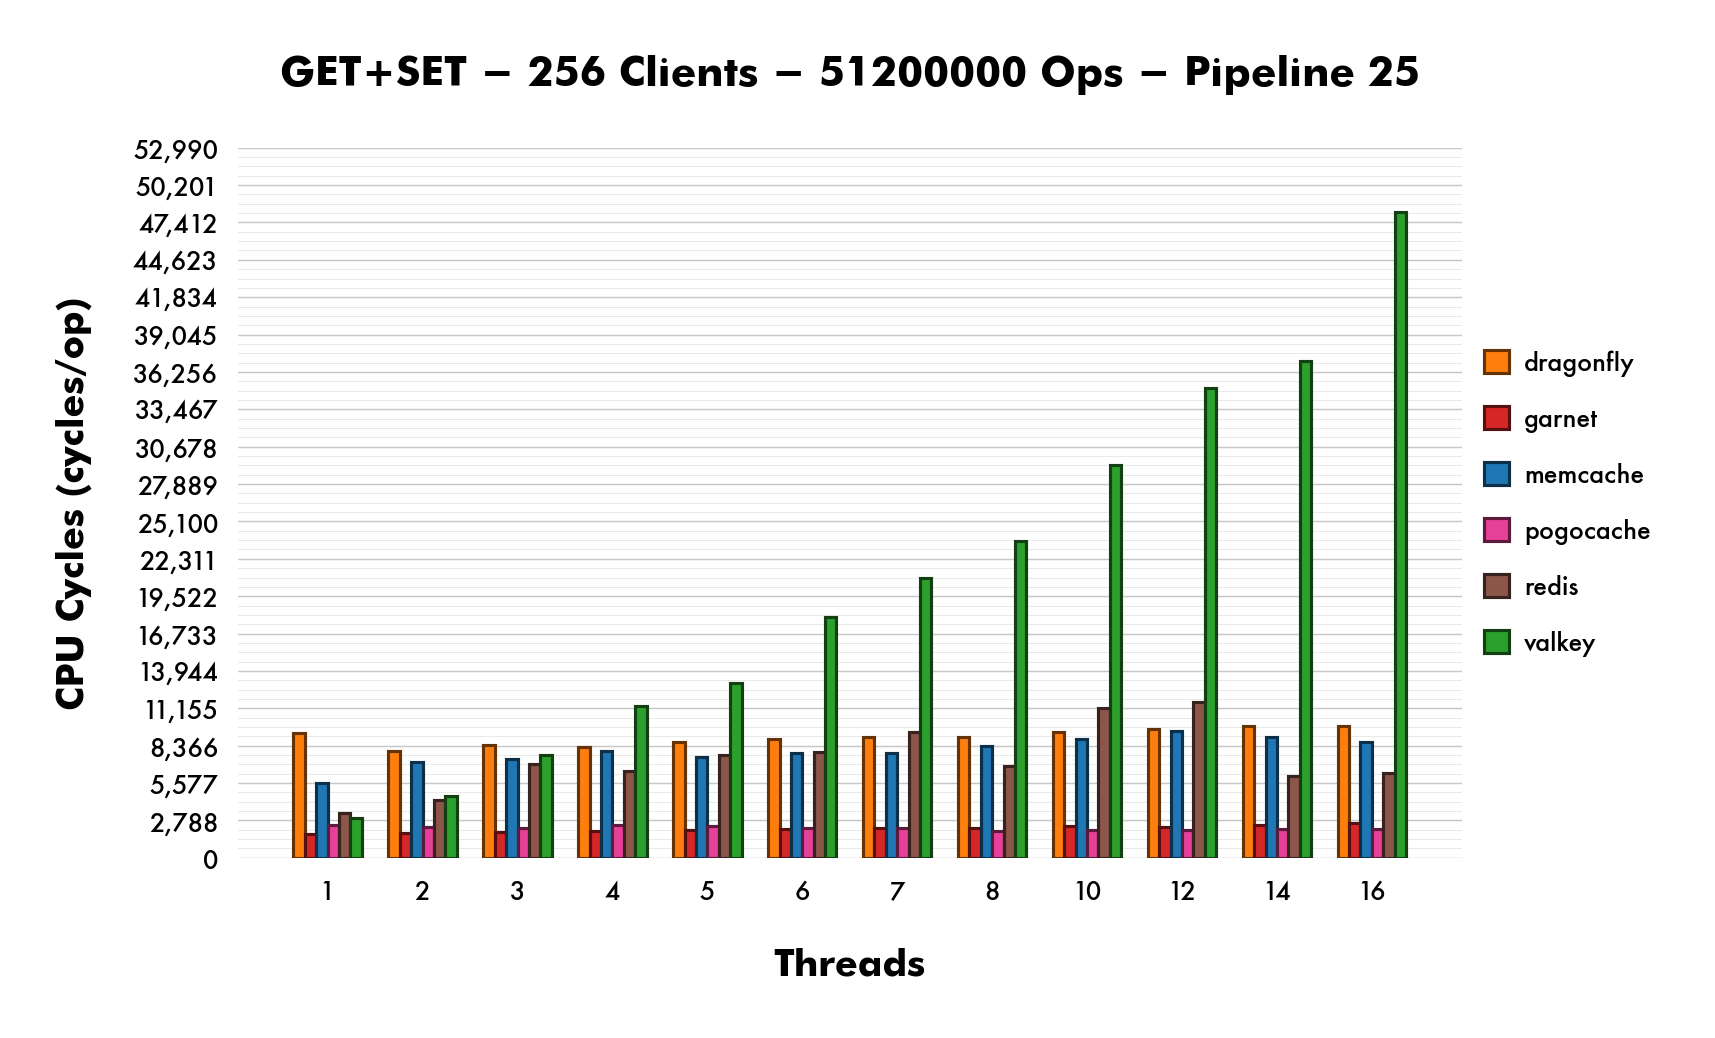 GET+SET – 256 Clients – 51200000 Ops – Pipeline 25
52,990
50,201
47,412
44,623
41,834
39,045
36,256
33,467
30,678
27,889
25,100
22,311
19,522
16,733
13,944
11,155
8,366
5,577
2,788
0
CPU Cycles (cycles/op)
1 2 3 4 5 6 7 8 10 12 14 16
Threads
dragonfly
garnet
memcache
pogocache
redis
valkey